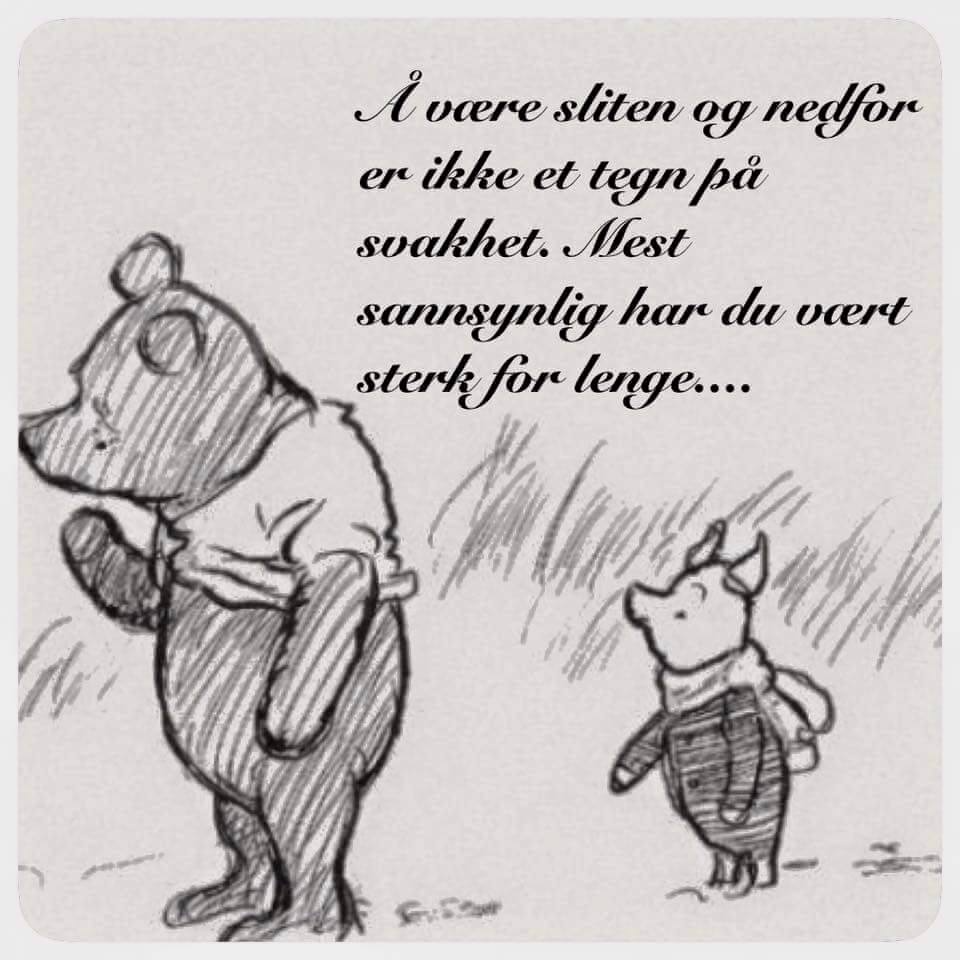 Å være sliten og nedfor
er ikke et tegn på
svakhet. Mest
sannsynlig har du vært
sterk for lenge....